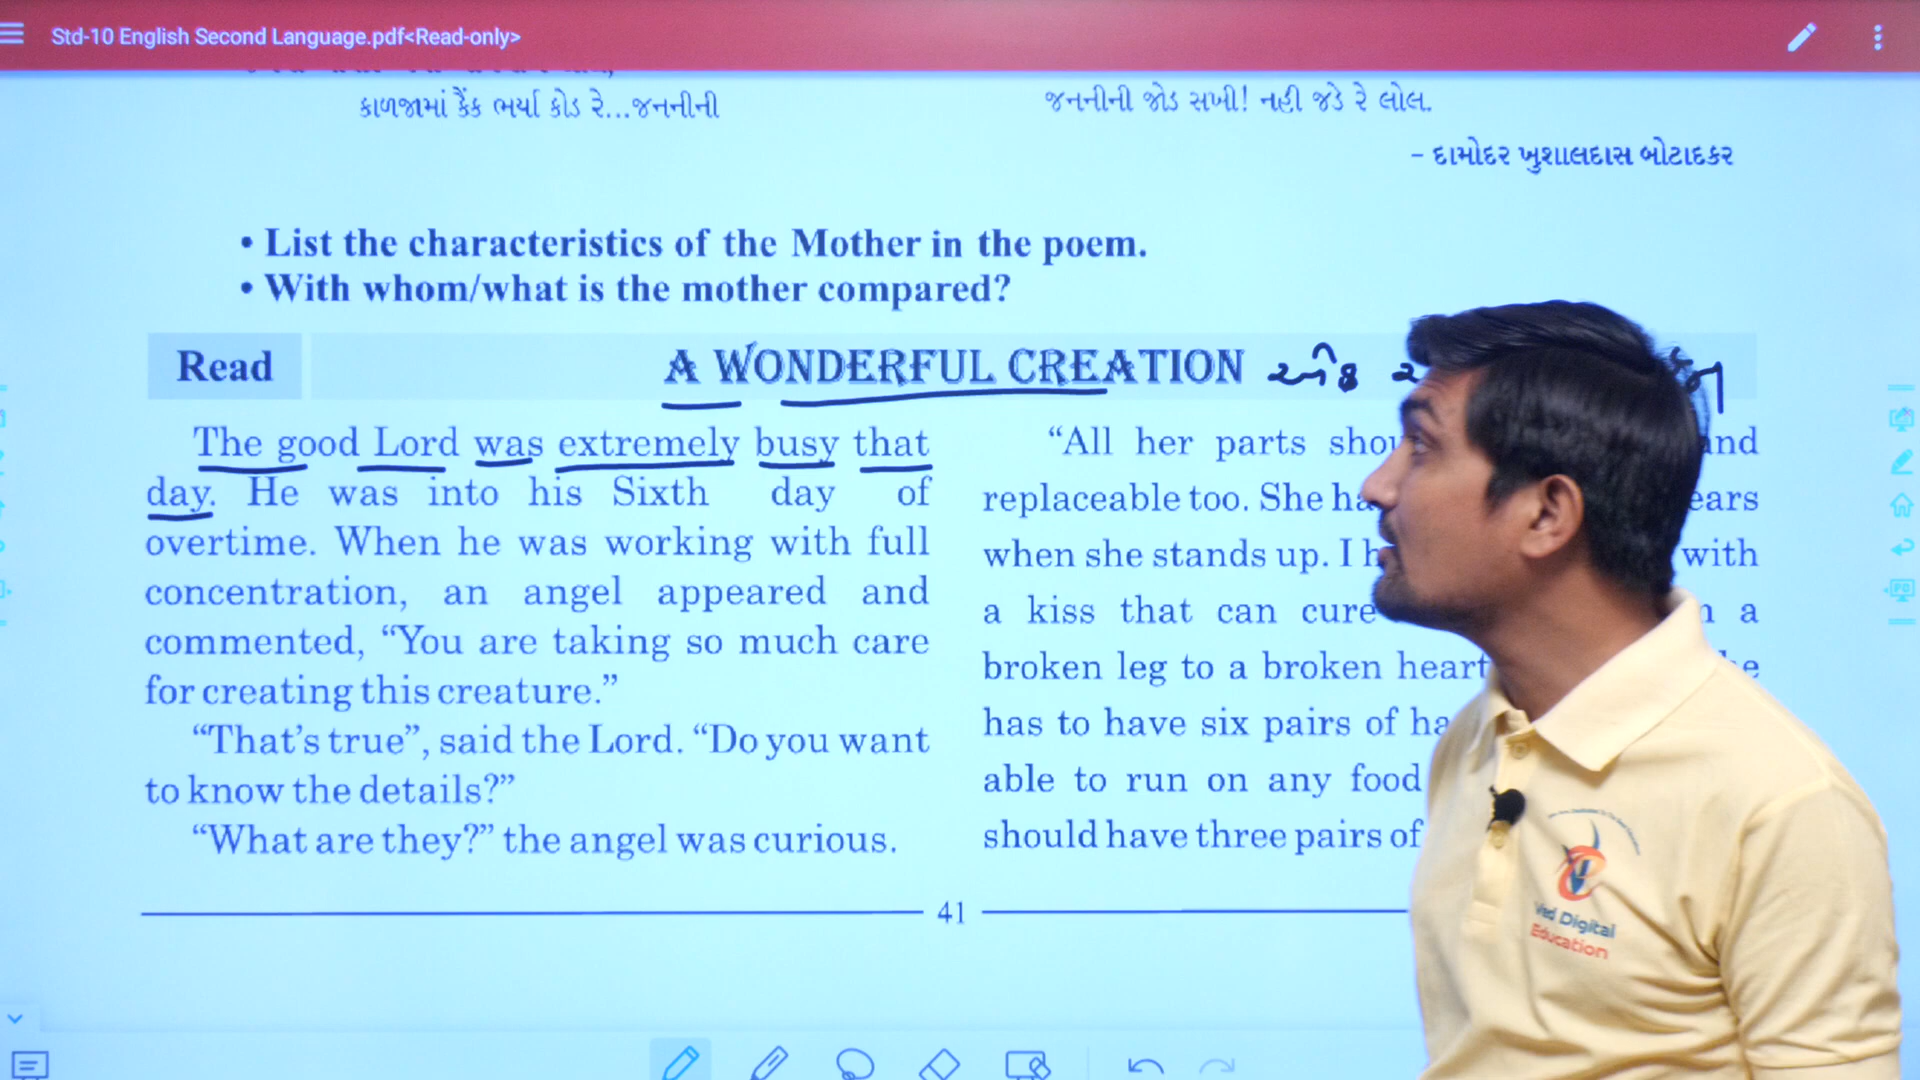 Std-10 English Second Language.pdf<Read-only>
કાળજામાં કૈંક ભર્યા કોડ રે...જનનીની
જનનીની જોડ સખી! નહી જડે રે લોલ.
– દામોદર ખુશાલદાસ બોટાદકર
• List the characteristics of the Mother in the poem.
• With whom/what is the mother compared?
Read
A WONDERFUL CREATION
The good Lord was extremely busy that
day. He was into his Sixth day of
overtime. When he was working with full
concentration, an angel appeared and
commented, “You are taking so much care
for creating this creature.”
“That’s true”, said the Lord. “Do you want
to know the details?”
“What are they?” the angel was curious.
“All her parts and
replaceable too. She
when she stands up. I with
a kiss that can cure a
broken leg to a broken heart
has to have six pairs of
able to run on any food
should have three pairs of
41
Ved Digital
Education